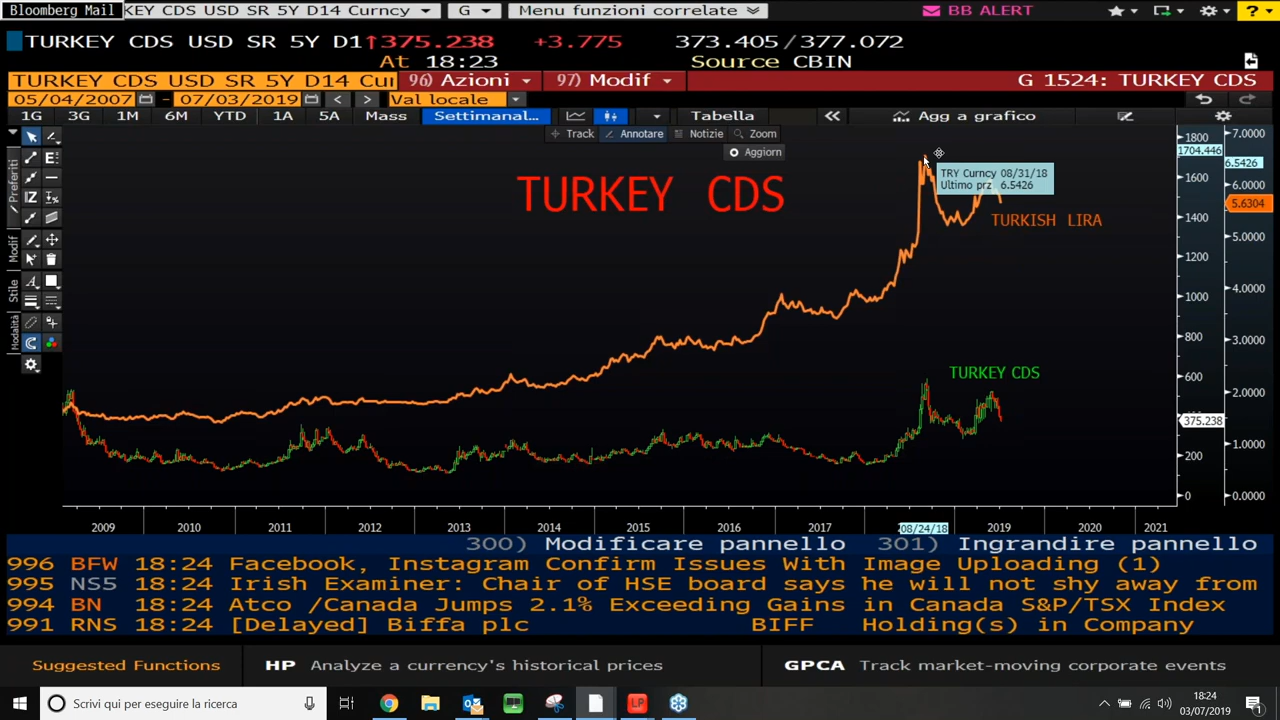 Bloomberg Mail KEY CDS USD SR 5Y D14 Curncy G Menu funzioni correlate BB ALERT ?
TURKEY CDS USD SR 5Y D1↑375.238 +3.775 373.405/377.072
At 18:23 Source CBIN
TURKEY CDS USD SR 5Y D14 Cur 96) Azioni 97) Modif G 1524: TURKEY CDS
05/04/2007 - 07/03/2019 < > Val locale
1G 3G 1M 6M YTD 1A 5A Mass Settimanal... Tabella « Agg a grafico
Track Annotare Notizie Zoom
Aggiorn
Preferiti
Modif
Stile
Modalità
TURKEY CDS
TRY Curncy 08/31/18
Ultimo prz 6.5426
TURKISH LIRA
TURKEY CDS
1800
1704.446
1600
1400
1200
1000
800
600
375.238
200
0
7.0000
6.5426
6.0000
5.6304
5.0000
4.0000
3.0000
2.0000
1.0000
0.0000
2009 2010 2011 2012 2013 2014 2015 2016 2017 08/24/18 2019 2020 2021
300) Modificare pannello 301) Ingrandire pannello
996 BFW 18:24 Facebook, Instagram Confirm Issues With Image Uploading (1)
995 NS5 18:24 Irish Examiner: Chair of HSE board says he will not shy away from
994 BN 18:24 Atco /Canada Jumps 2.1% Exceeding Gains in Canada S&P/TSX Index
991 RNS 18:24 [Delayed] Biffa plc BIFF Holding(s) in Company
Suggested Functions HP Analyze a currency's historical prices GPCA Track market-moving corporate events
Scrivi qui per eseguire la ricerca
LP
18:24
03/07/2019
1